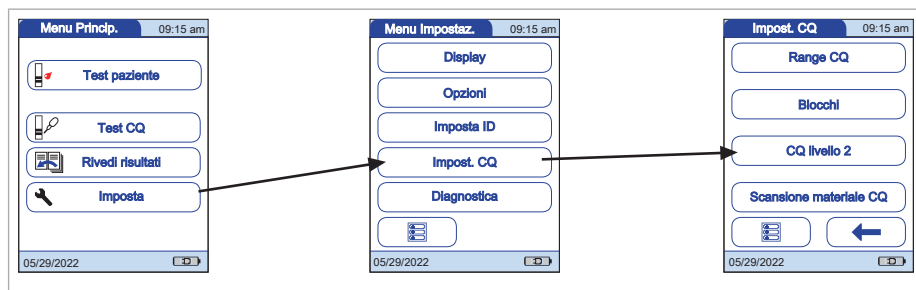 Menu Princip. 09:15 am
Test paziente
Test CQ
Rivedi risultati
Imposta
05/29/2022
Menu Impostaz. 09:15 am
Display
Opzioni
Imposta ID
Impost. CQ
Diagnostica
05/29/2022
Impost. CQ 09:15 am
Range CQ
Blocchi
CQ livello 2
Scansione materiale CQ
05/29/2022